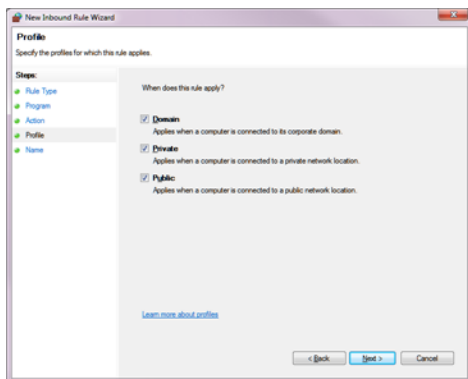 New Inbound Rule Wizard
Profile
Specify the profiles for which this rule applies.
Steps:
Rule Type
Program
Action
Profile
Name
When does this rule apply?
Domain
Applies when a computer is connected to its corporate domain.
Private
Applies when a computer is connected to a private network location.
Public
Applies when a computer is connected to a public network location.
Learn more about profiles
< Back
Next >
Cancel